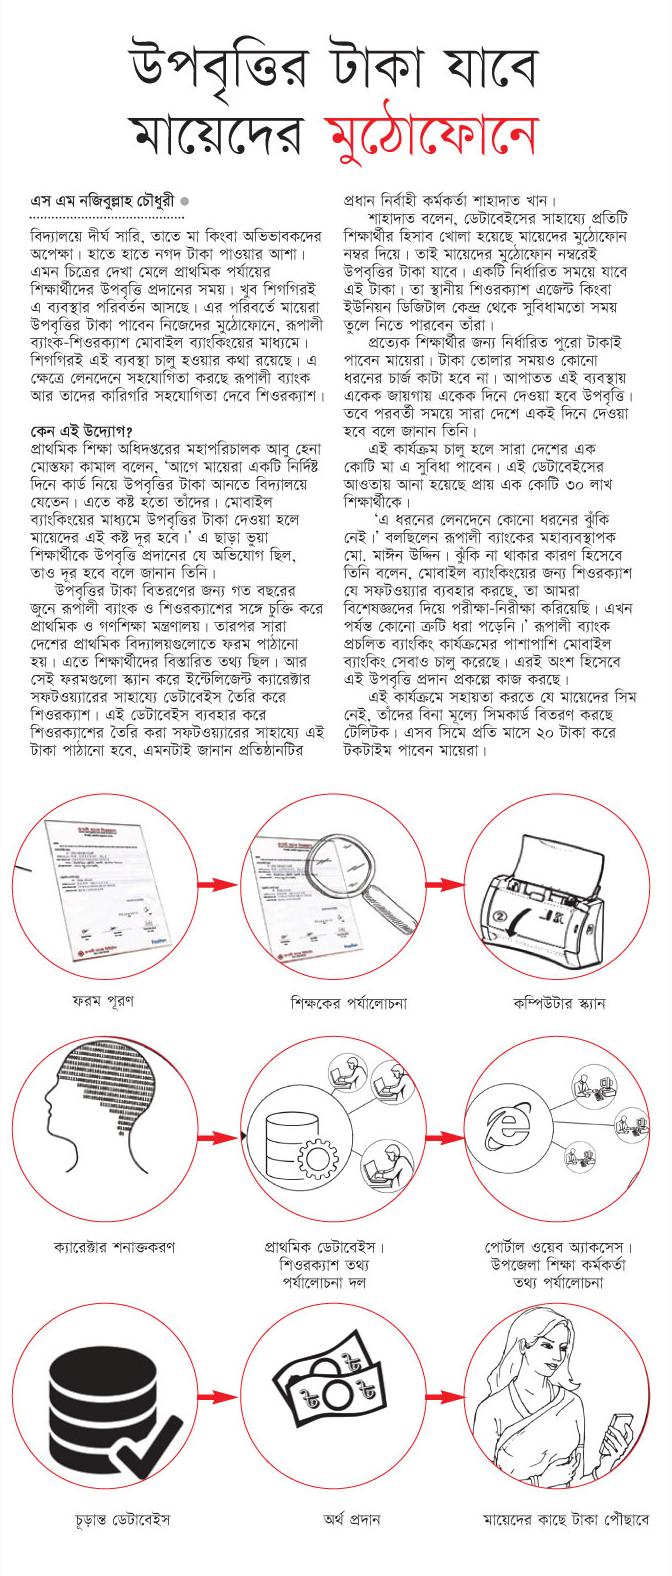 উপবৃত্তির টাকা যাবে
মায়েদের মুঠোফোনে
এস এম নজিবুল্লাহ চৌধুরী
বিদ্যালয়ে দীর্ঘ সারি, তাতে মা কিংবা অভিভাবকদের
অপেক্ষা। হাতে হাতে নগদ টাকা পাওয়ার আশা।
এমন চিত্রের দেখা মেলে প্রাথমিক পর্যায়ের
শিক্ষার্থীদের উপবৃত্তি প্রদানের সময়। খুব শিগগিরই
এ ব্যবস্থার পরিবর্তন আসছে। এর পরিবর্তে মায়েরা
উপবৃত্তির টাকা পাবেন নিজেদের মুঠোফোনে, রূপালী
ব্যাংক-শিওরক্যাশ মোবাইল ব্যাংকিংয়ের মাধ্যমে।
শিগগিরই এই ব্যবস্থা চালু হওয়ার কথা রয়েছে। এ
ক্ষেত্রে লেনদেনে সহযোগিতা করছে রূপালী ব্যাংক
আর তাদের কারিগরি সহযোগিতা দেবে শিওরক্যাশ।
কেন এই উদ্যোগ?
প্রাথমিক শিক্ষা অধিদপ্তরের মহাপরিচালক আবু হেনা
মোস্তফা কামাল বলেন, ‘আগে মায়েরা একটি নির্দিষ্ট
দিনে কার্ড নিয়ে উপবৃত্তির টাকা আনতে বিদ্যালয়ে
যেতেন। এতে কষ্ট হতো তাঁদের। মোবাইল
ব্যাংকিংয়ের মাধ্যমে উপবৃত্তির টাকা দেওয়া হলে
মায়েদের এই কষ্ট দূর হবে।’ এ ছাড়া ভুয়া
শিক্ষার্থীকে উপবৃত্তি প্রদানের যে অভিযোগ ছিল,
তাও দূর হবে বলে জানান তিনি।
উপবৃত্তির টাকা বিতরণের জন্য গত বছরের
জুনে রূপালী ব্যাংক ও শিওরক্যাশের সঙ্গে চুক্তি করে
প্রাথমিক ও গণশিক্ষা মন্ত্রণালয়। তারপর সারা
দেশের প্রাথমিক বিদ্যালয়গুলোতে ফরম পাঠানো
হয়। এতে শিক্ষার্থীদের বিস্তারিত তথ্য ছিল। আর
সেই ফরমগুলো স্ক্যান করে ইন্টেলিজেন্ট ক্যারেক্টার
সফটওয়্যারের সাহায্যে ডেটাবেইস তৈরি করে
শিওরক্যাশ। এই ডেটাবেইস ব্যবহার করে
শিওরক্যাশের তৈরি করা সফটওয়্যারের সাহায্যে এই
টাকা পাঠানো হবে, এমনটাই জানান প্রতিষ্ঠানটির
প্রধান নির্বাহী কর্মকর্তা শাহাদাত খান।
শাহাদাত বলেন, ডেটাবেইসের সাহায্যে প্রতিটি
শিক্ষার্থীর হিসাব খোলা হয়েছে মায়েদের মুঠোফোন
নম্বর দিয়ে। তাই মায়েদের মুঠোফোন নম্বরেই
উপবৃত্তির টাকা যাবে। একটি নির্ধারিত সময়ে যাবে
এই টাকা। তা স্থানীয় শিওরক্যাশ এজেন্ট কিংবা
ইউনিয়ন ডিজিটাল কেন্দ্র থেকে সুবিধামতো সময়
তুলে নিতে পারবেন তাঁরা।
প্রত্যেক শিক্ষার্থীর জন্য নির্ধারিত পুরো টাকাই
পাবেন মায়েরা। টাকা তোলার সময়ও কোনো
ধরনের চার্জ কাটা হবে না। আপাতত এই ব্যবস্থায়
একেক জায়গায় একেক দিনে দেওয়া হবে উপবৃত্তি।
তবে পরবর্তী সময়ে সারা দেশে একই দিনে দেওয়া
হবে বলে জানান তিনি।
এই কার্যক্রম চালু হলে সারা দেশের এক
কোটি মা এ সুবিধা পাবেন। এই ডেটাবেইসের
আওতায় আনা হয়েছে প্রায় এক কোটি ৩০ লাখ
শিক্ষার্থীকে।
‘এ ধরনের লেনদেনে কোনো ধরনের ঝুঁকি
নেই।’ বলছিলেন রূপালী ব্যাংকের মহাব্যবস্থাপক
মো. মাঈন উদ্দিন। ঝুঁকি না থাকার কারণ হিসেবে
তিনি বলেন, মোবাইল ব্যাংকিংয়ের জন্য শিওরক্যাশ
যে সফটওয়্যার ব্যবহার করছে, তা আমরা
বিশেষজ্ঞদের দিয়ে পরীক্ষা-নিরীক্ষা করিয়েছি। এখন
পর্যন্ত কোনো ত্রুটি ধরা পড়েনি।’ রূপালী ব্যাংক
প্রচলিত ব্যাংকিং কার্যক্রমের পাশাপাশি মোবাইল
ব্যাংকিং সেবাও চালু করেছে। এরই অংশ হিসেবে
এই উপবৃত্তি প্রদান প্রকল্পে কাজ করছে।
এই কার্যক্রমে সহায়তা করতে যে মায়েদের সিম
নেই, তাঁদের বিনা মূল্যে সিমকার্ড বিতরণ করছে
টেলিটক। এসব সিমে প্রতি মাসে ২০ টাকা করে
টকটাইম পাবেন মায়েরা।
ফরম পূরণ
শিক্ষকের পর্যালোচনা
কম্পিউটার স্ক্যান
ক্যারেক্টার শনাক্তকরণ
প্রাথমিক ডেটাবেইস।
শিওরক্যাশ তথ্য
পর্যালোচনা দল
পোর্টাল ওয়েব অ্যাকসেস।
উপজেলা শিক্ষা কর্মকর্তা
তথ্য পর্যালোচনা
চূড়ান্ত ডেটাবেইস
অর্থ প্রদান
মায়েদের কাছে টাকা পৌঁছাবে